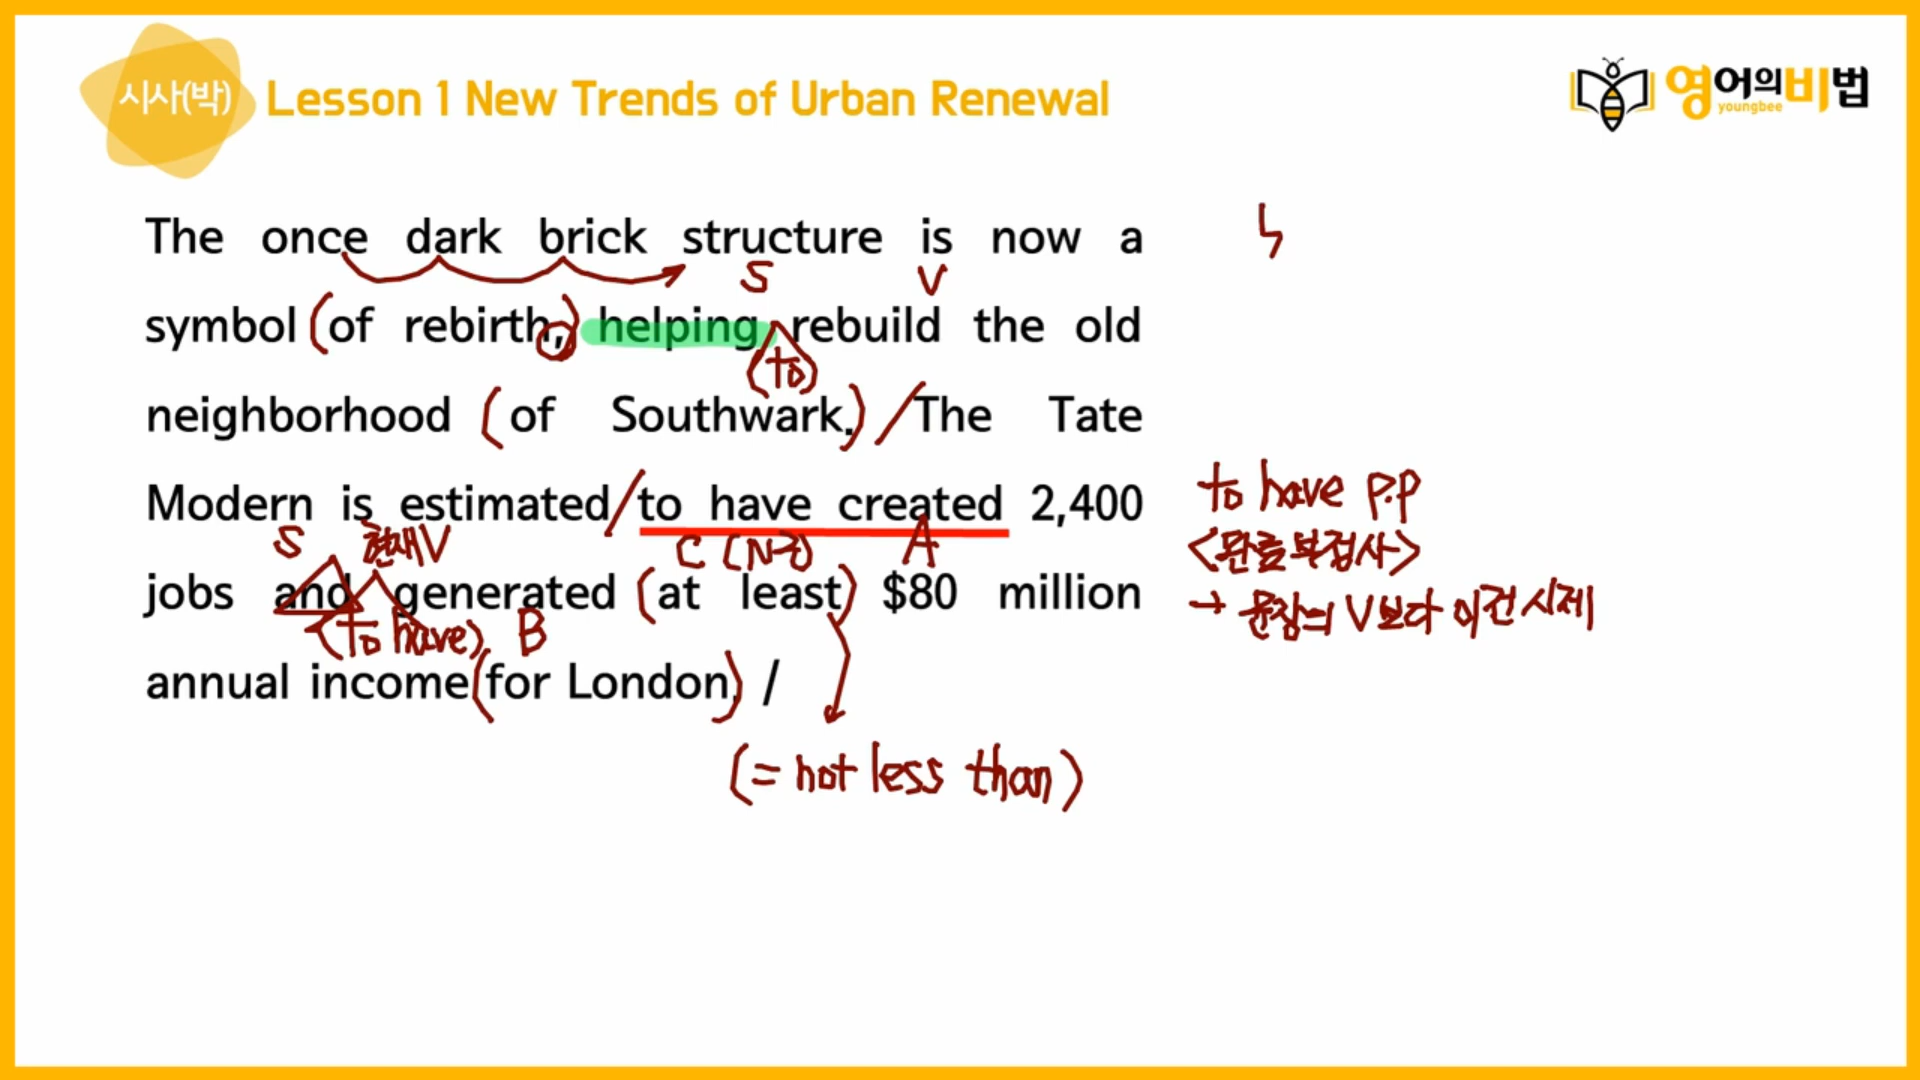 시사(박) Lesson 1 New Trends of Urban Renewal
영어의비법
youngbee
The once dark brick structure is now a
S V
symbol (of rebirth,) helping rebuild the old
(to)
neighborhood (of Southwark.) / The Tate
Modern is estimated / to have created 2,400
to have p.p
S 현재V C (N은) A
<완료부정사>
jobs and generated (at least) $80 million
→ 문장의 V보다 이전시제
(to have) B
annual income (for London.) /
(= not less than)